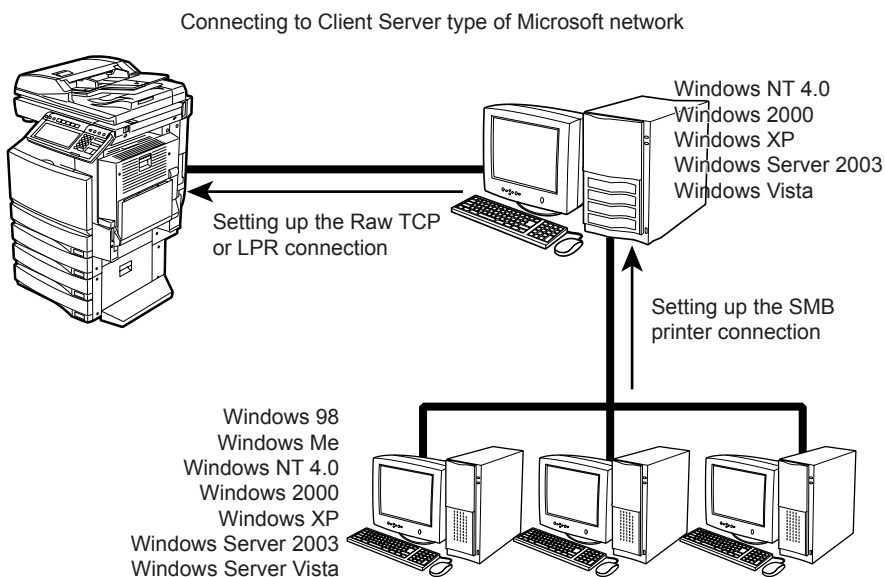 Connecting to Client Server type of Microsoft network
Windows NT 4.0
Windows 2000
Windows XP
Windows Server 2003
Windows Vista
Setting up the Raw TCP
or LPR connection
Setting up the SMB
printer connection
Windows 98
Windows Me
Windows NT 4.0
Windows 2000
Windows XP
Windows Server 2003
Windows Server Vista